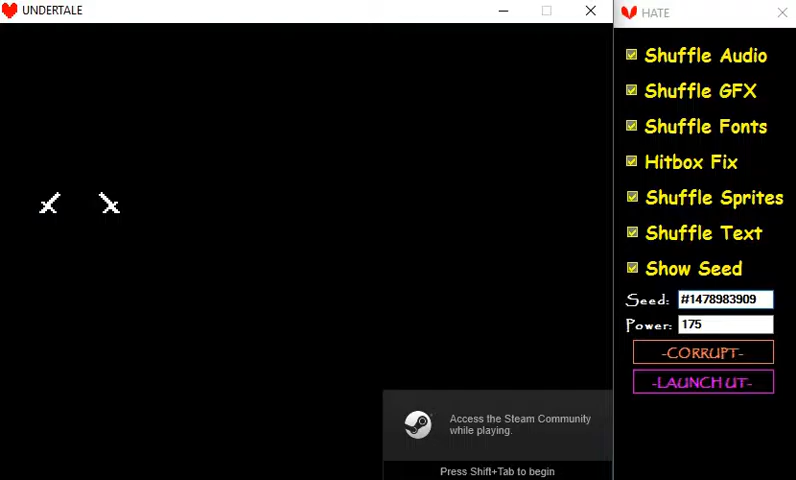 UNDERTALE
HATE
Shuffle Audio
Shuffle GFX
Shuffle Fonts
Hitbox Fix
Shuffle Sprites
Shuffle Text
Show Seed
Seed: #1478983909
Power: 175
-CORRUPT-
-LAUNCH UT-
Access the Steam Community
while playing.
Press Shift+Tab to begin